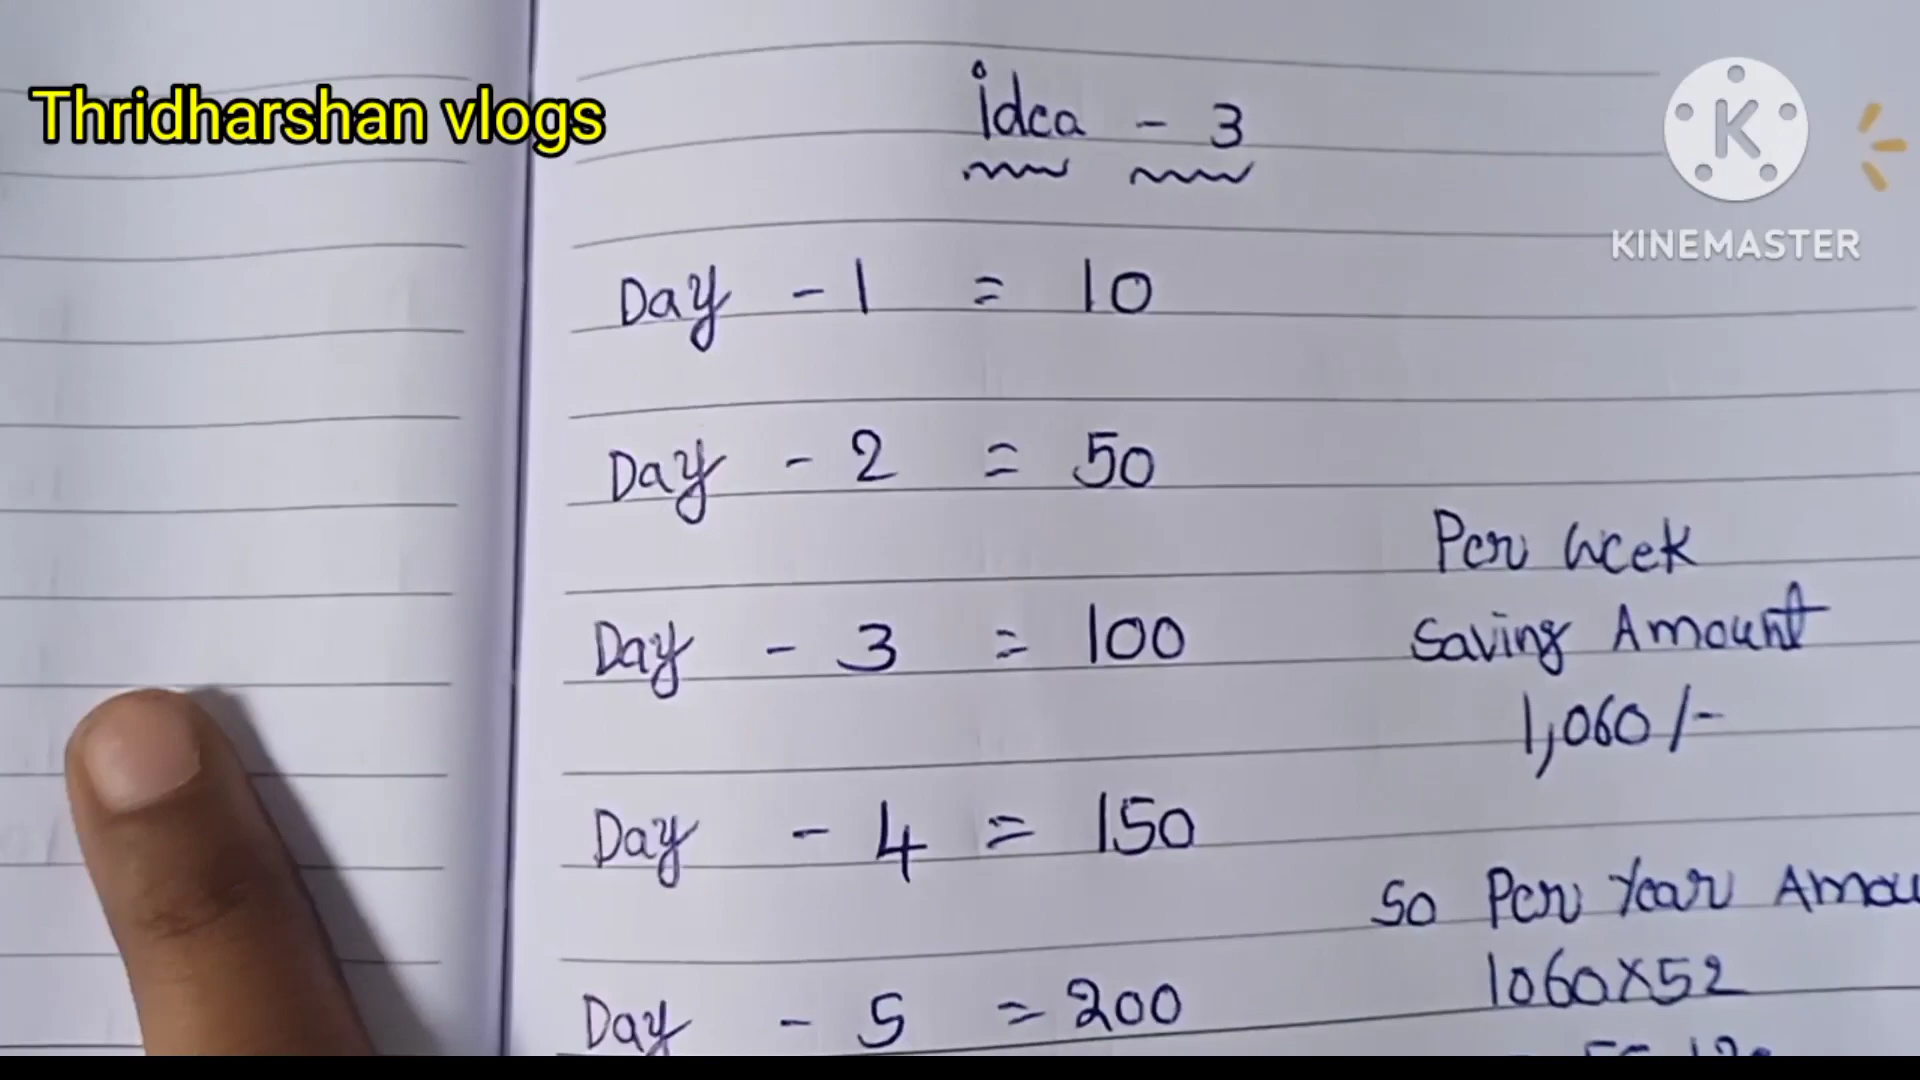 Thridharshan vlogs
idea - 3
KINEMASTER
Day - 1 = 10
Day - 2 = 50
Per week
Saving Amount
1,060/-
Day - 3 = 100
Day - 4 = 150
So Per Year Amou
1060x52
Day - 5 = 200